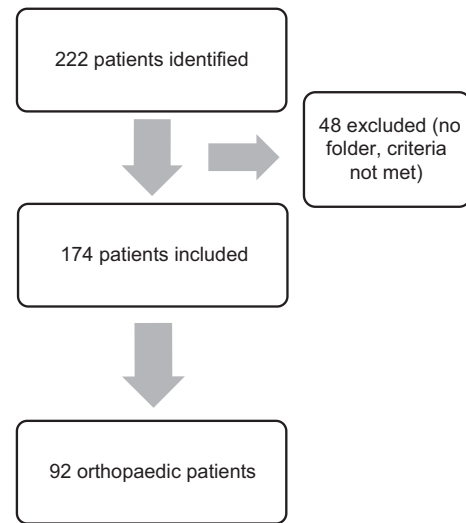 222 patients identified
48 excluded (no
folder, criteria
not met)
174 patients included
92 orthopaedic patients